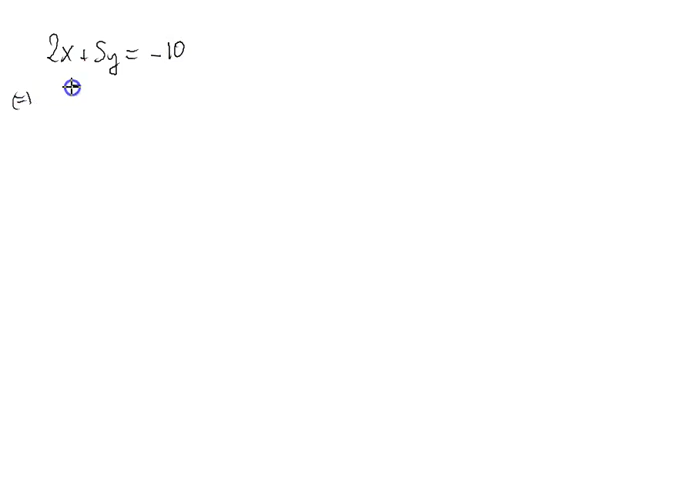 2x + 5y = -10
(=)